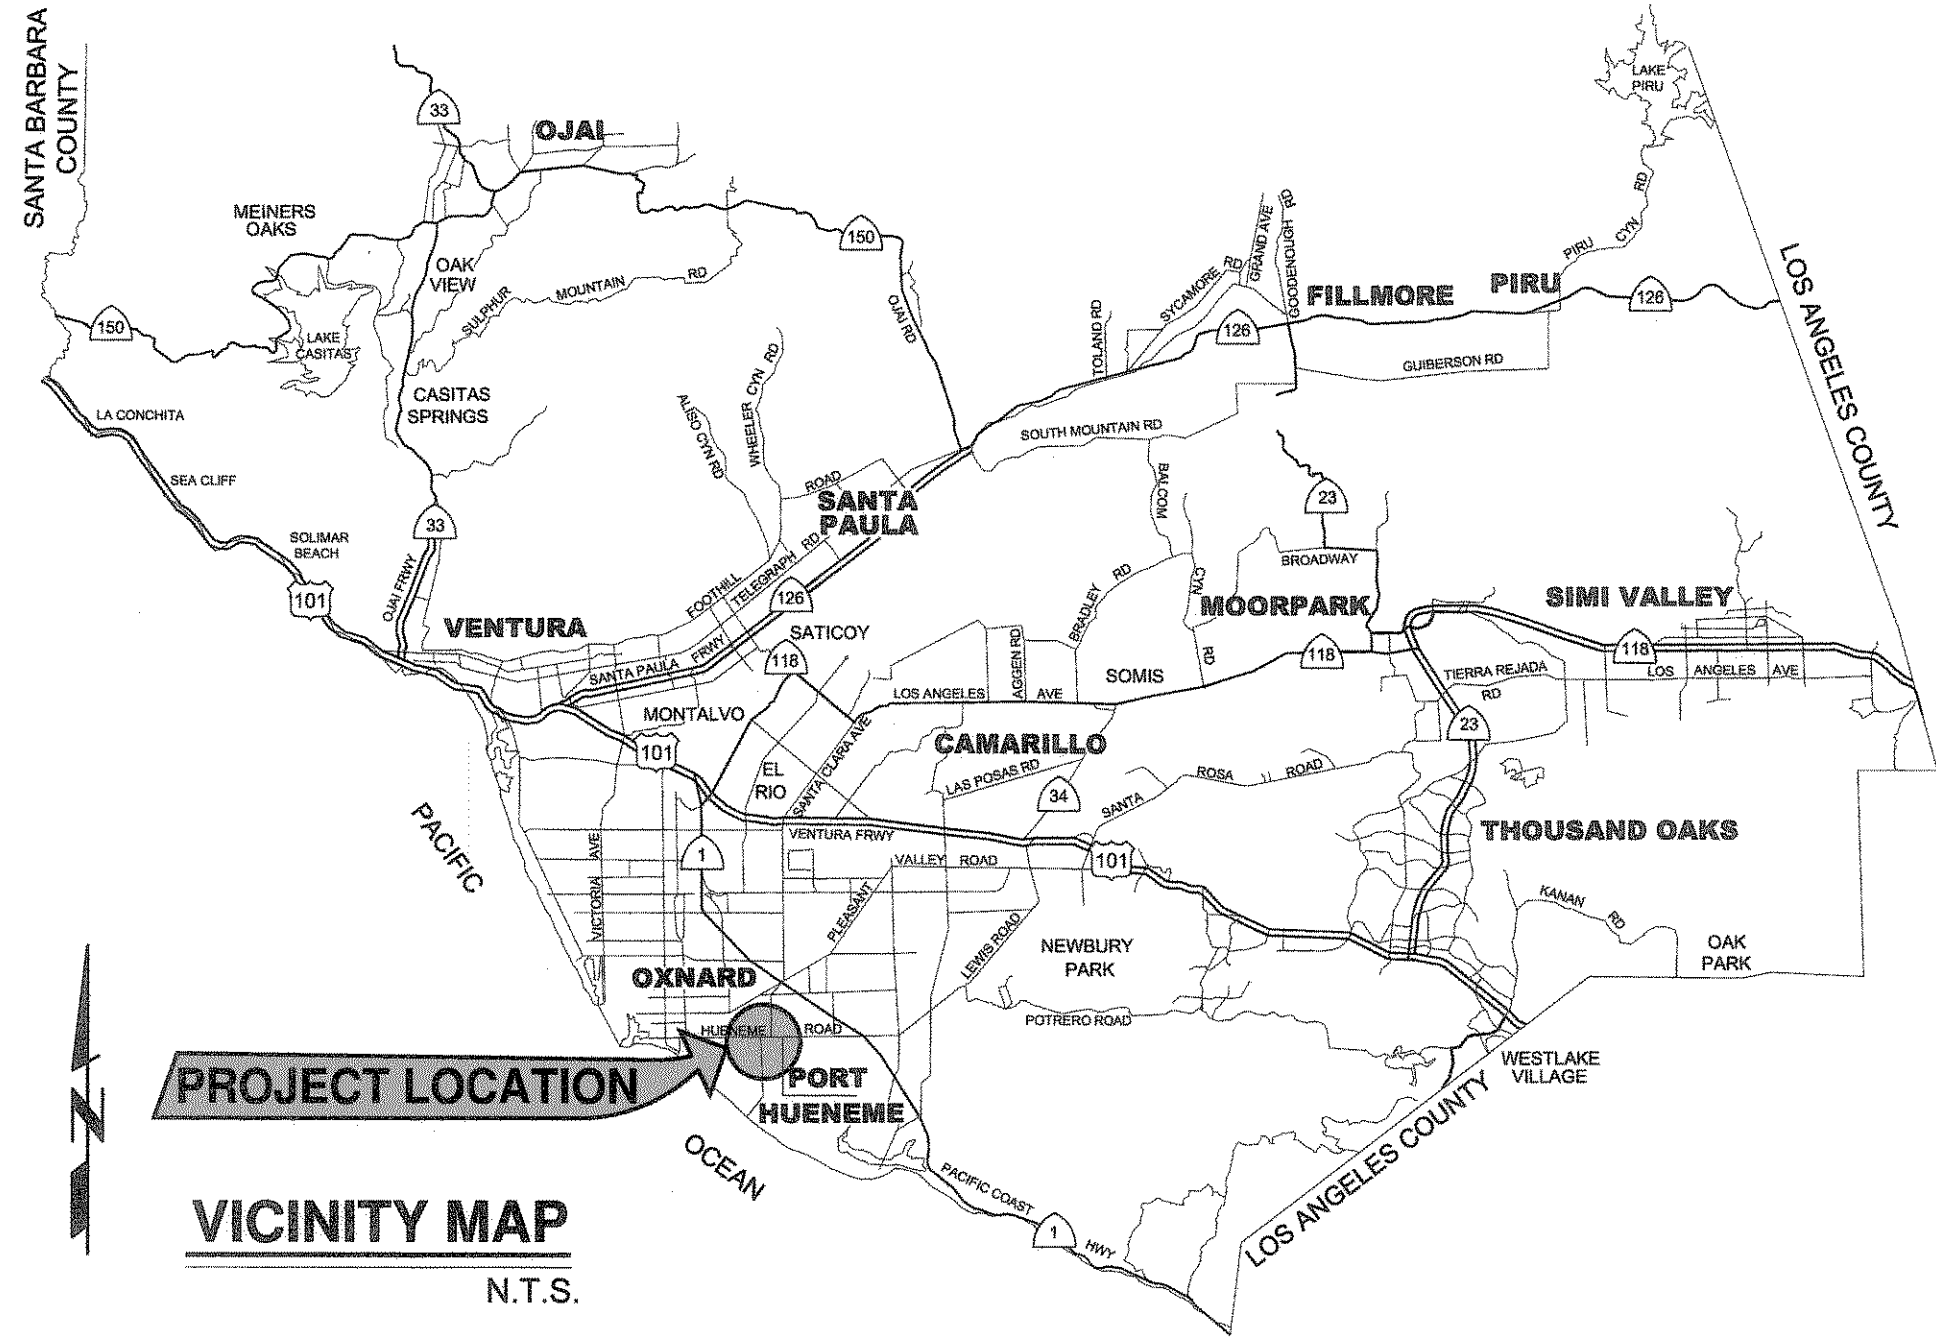 SANTA BARBARA
COUNTY
33
OJAI
LAKE
PIRU
MEINERS
OAKS
150
OAK
VIEW
SULPHUR
MOUNTAIN
RD
OJAI RD
SYCAMORE
RD
GRAND AVE
GOODENOUGH RD
TOLAND RD
126
FILLMORE
PIRU
PIRU
CYN
RD
126
LOS ANGELES COUNTY
GUIBERSON RD
150
LAKE
CASITAS
CASITAS
SPRINGS
LA CONCHITA
SEA CLIFF
SOLIMAR
BEACH
101
33
OJAI FRWY
ALISO CYN RD
WHEELER CYN RD
ROAD
SANTA
PAULA
FOOTHILL
TELEGRAPH RD
126
SOUTH MOUNTAIN RD
BALCOM
CYN
RD
23
BROADWAY
BRADLEY RD
MOORPARK
SIMI VALLEY
VENTURA
SANTA PAULA FRWY
SATICOY
118
MONTALVO
LOS ANGELES AVE
AGGEN RD
SOMIS
118
118
TIERRA REJADA
RD
LOS ANGELES AVE
23
101
EL
RIO
SANTA CLARA AVE
CAMARILLO
LAS POSAS RD
34
SANTA
ROSA
ROAD
VENTURA FRWY
101
THOUSAND OAKS
PACIFIC
VICTORIA AVE
1
PLEASANT
VALLEY ROAD
LEWIS ROAD
NEWBURY
PARK
KANAN
RD
OAK
PARK
OXNARD
HUENEME ROAD
POTRERO ROAD
WESTLAKE
VILLAGE
PROJECT LOCATION
PORT
HUENEME
OCEAN
PACIFIC COAST
1
HWY
LOS ANGELES COUNTY
N
VICINITY MAP
N.T.S.